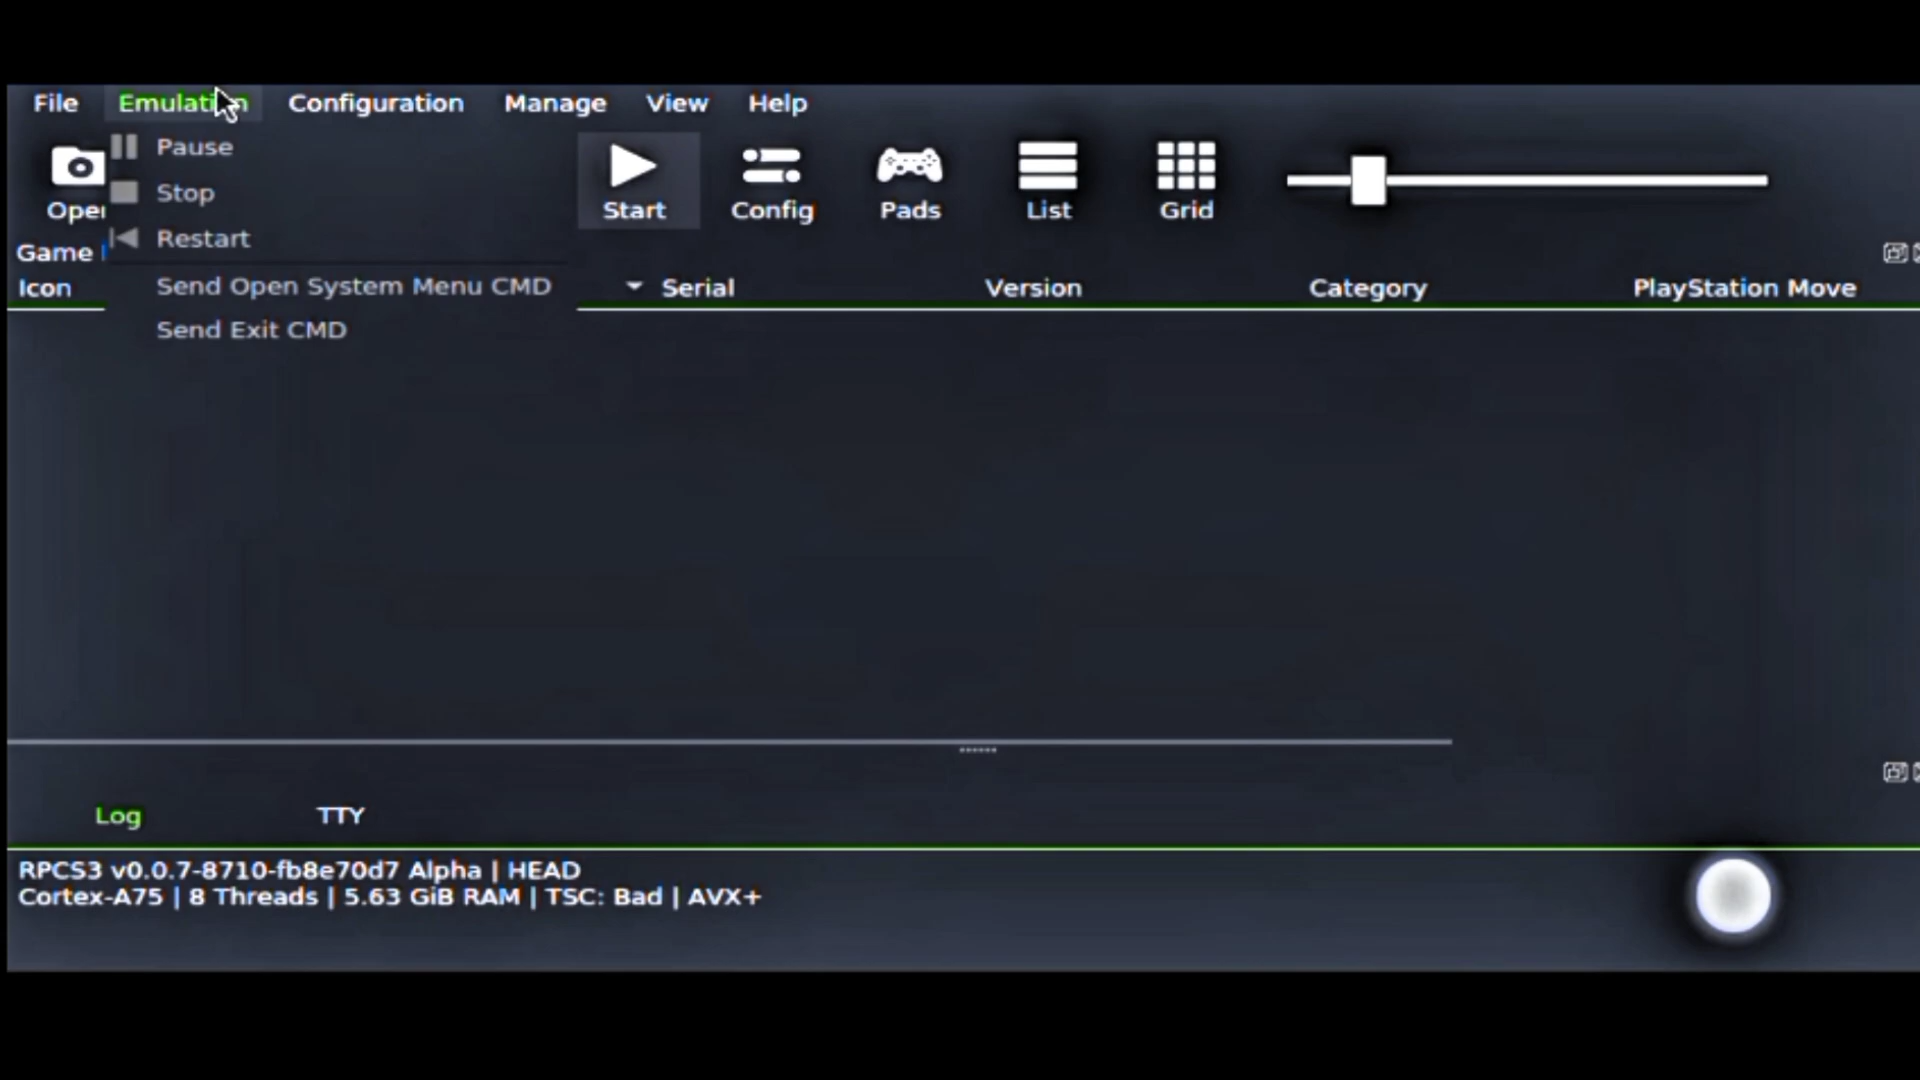 File Emulation Configuration Manage View Help
Pause
Stop
Restart
Send Open System Menu CMD
Send Exit CMD
Start Config Pads List Grid
Game
Icon Serial Version Category PlayStation Move
Log TTY
RPCS3 v0.0.7-8710-fb8e70d7 Alpha | HEAD
Cortex-A75 | 8 Threads | 5.63 GiB RAM | TSC: Bad | AVX+